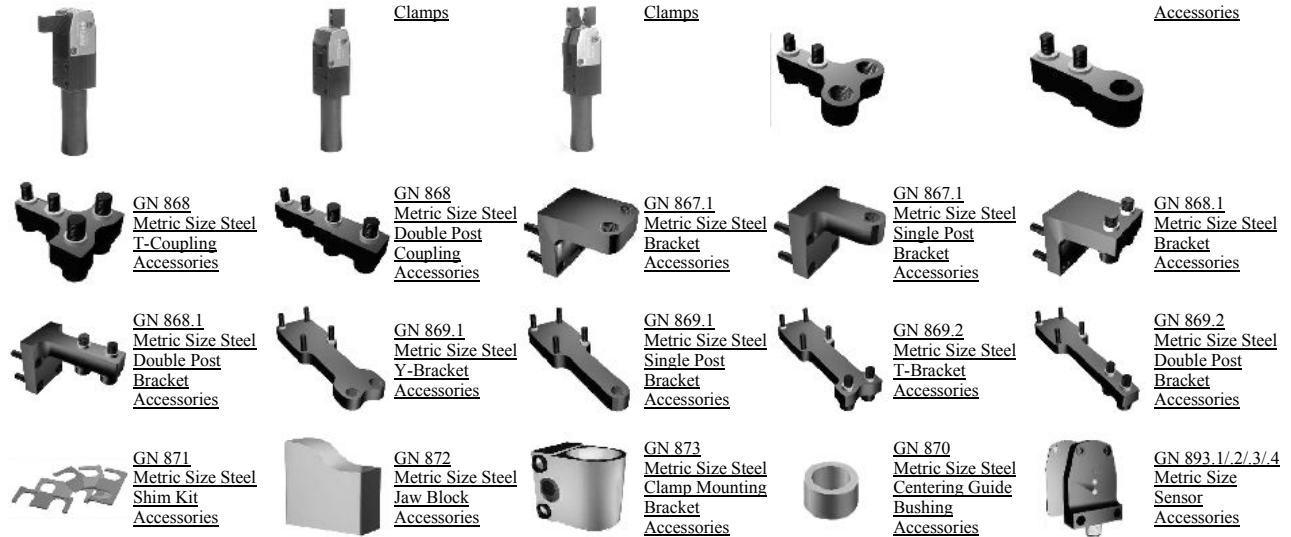 Clamps
Clamps
Accessories
GN 868
Metric Size Steel
T-Coupling
Accessories
GN 868
Metric Size Steel
Double Post
Coupling
Accessories
GN 867.1
Metric Size Steel
Bracket
Accessories
GN 867.1
Metric Size Steel
Single Post
Bracket
Accessories
GN 868.1
Metric Size Steel
Bracket
Accessories
GN 868.1
Metric Size Steel
Double Post
Bracket
Accessories
GN 869.1
Metric Size Steel
Y-Bracket
Accessories
GN 869.1
Metric Size Steel
Single Post
Bracket
Accessories
GN 869.2
Metric Size Steel
T-Bracket
Accessories
GN 869.2
Metric Size Steel
Double Post
Bracket
Accessories
GN 871
Metric Size Steel
Shim Kit
Accessories
GN 872
Metric Size Steel
Jaw Block
Accessories
GN 873
Metric Size Steel
Clamp Mounting
Bracket
Accessories
GN 870
Metric Size Steel
Centering Guide
Bushing
Accessories
GN 893.1/.2/.3/.4
Metric Size
Sensor
Accessories